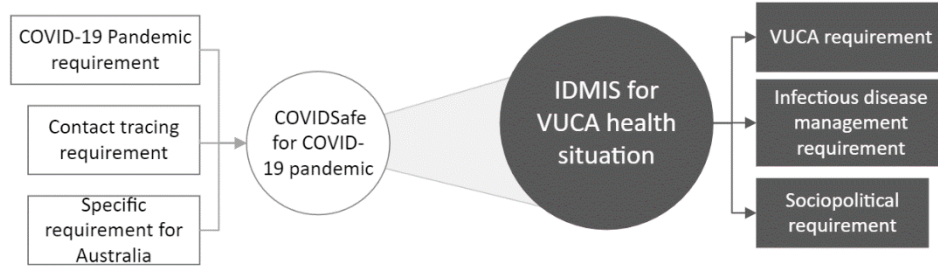 COVID-19 Pandemic
requirement
Contact tracing
requirement
Specific
requirement for
Australia
COVIDSafe
for COVID-
19 pandemic
IDMIS for
VUCA health
situation
VUCA requirement
Infectious disease
management
requirement
Sociopolitical
requirement